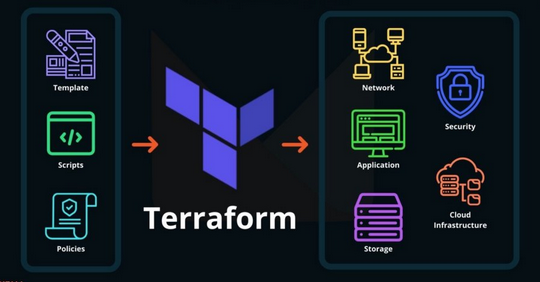 Template
Scripts
Policies
Terraform
Network
Security
Application
Cloud
Infrastructure
Storage